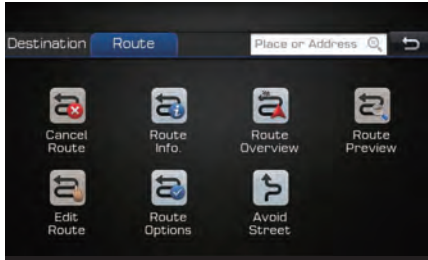 Destination
Route
Place or Address
Cancel
Route
Route
Info.
Route
Overview
Route
Preview
Edit
Route
Route
Options
Avoid
Street